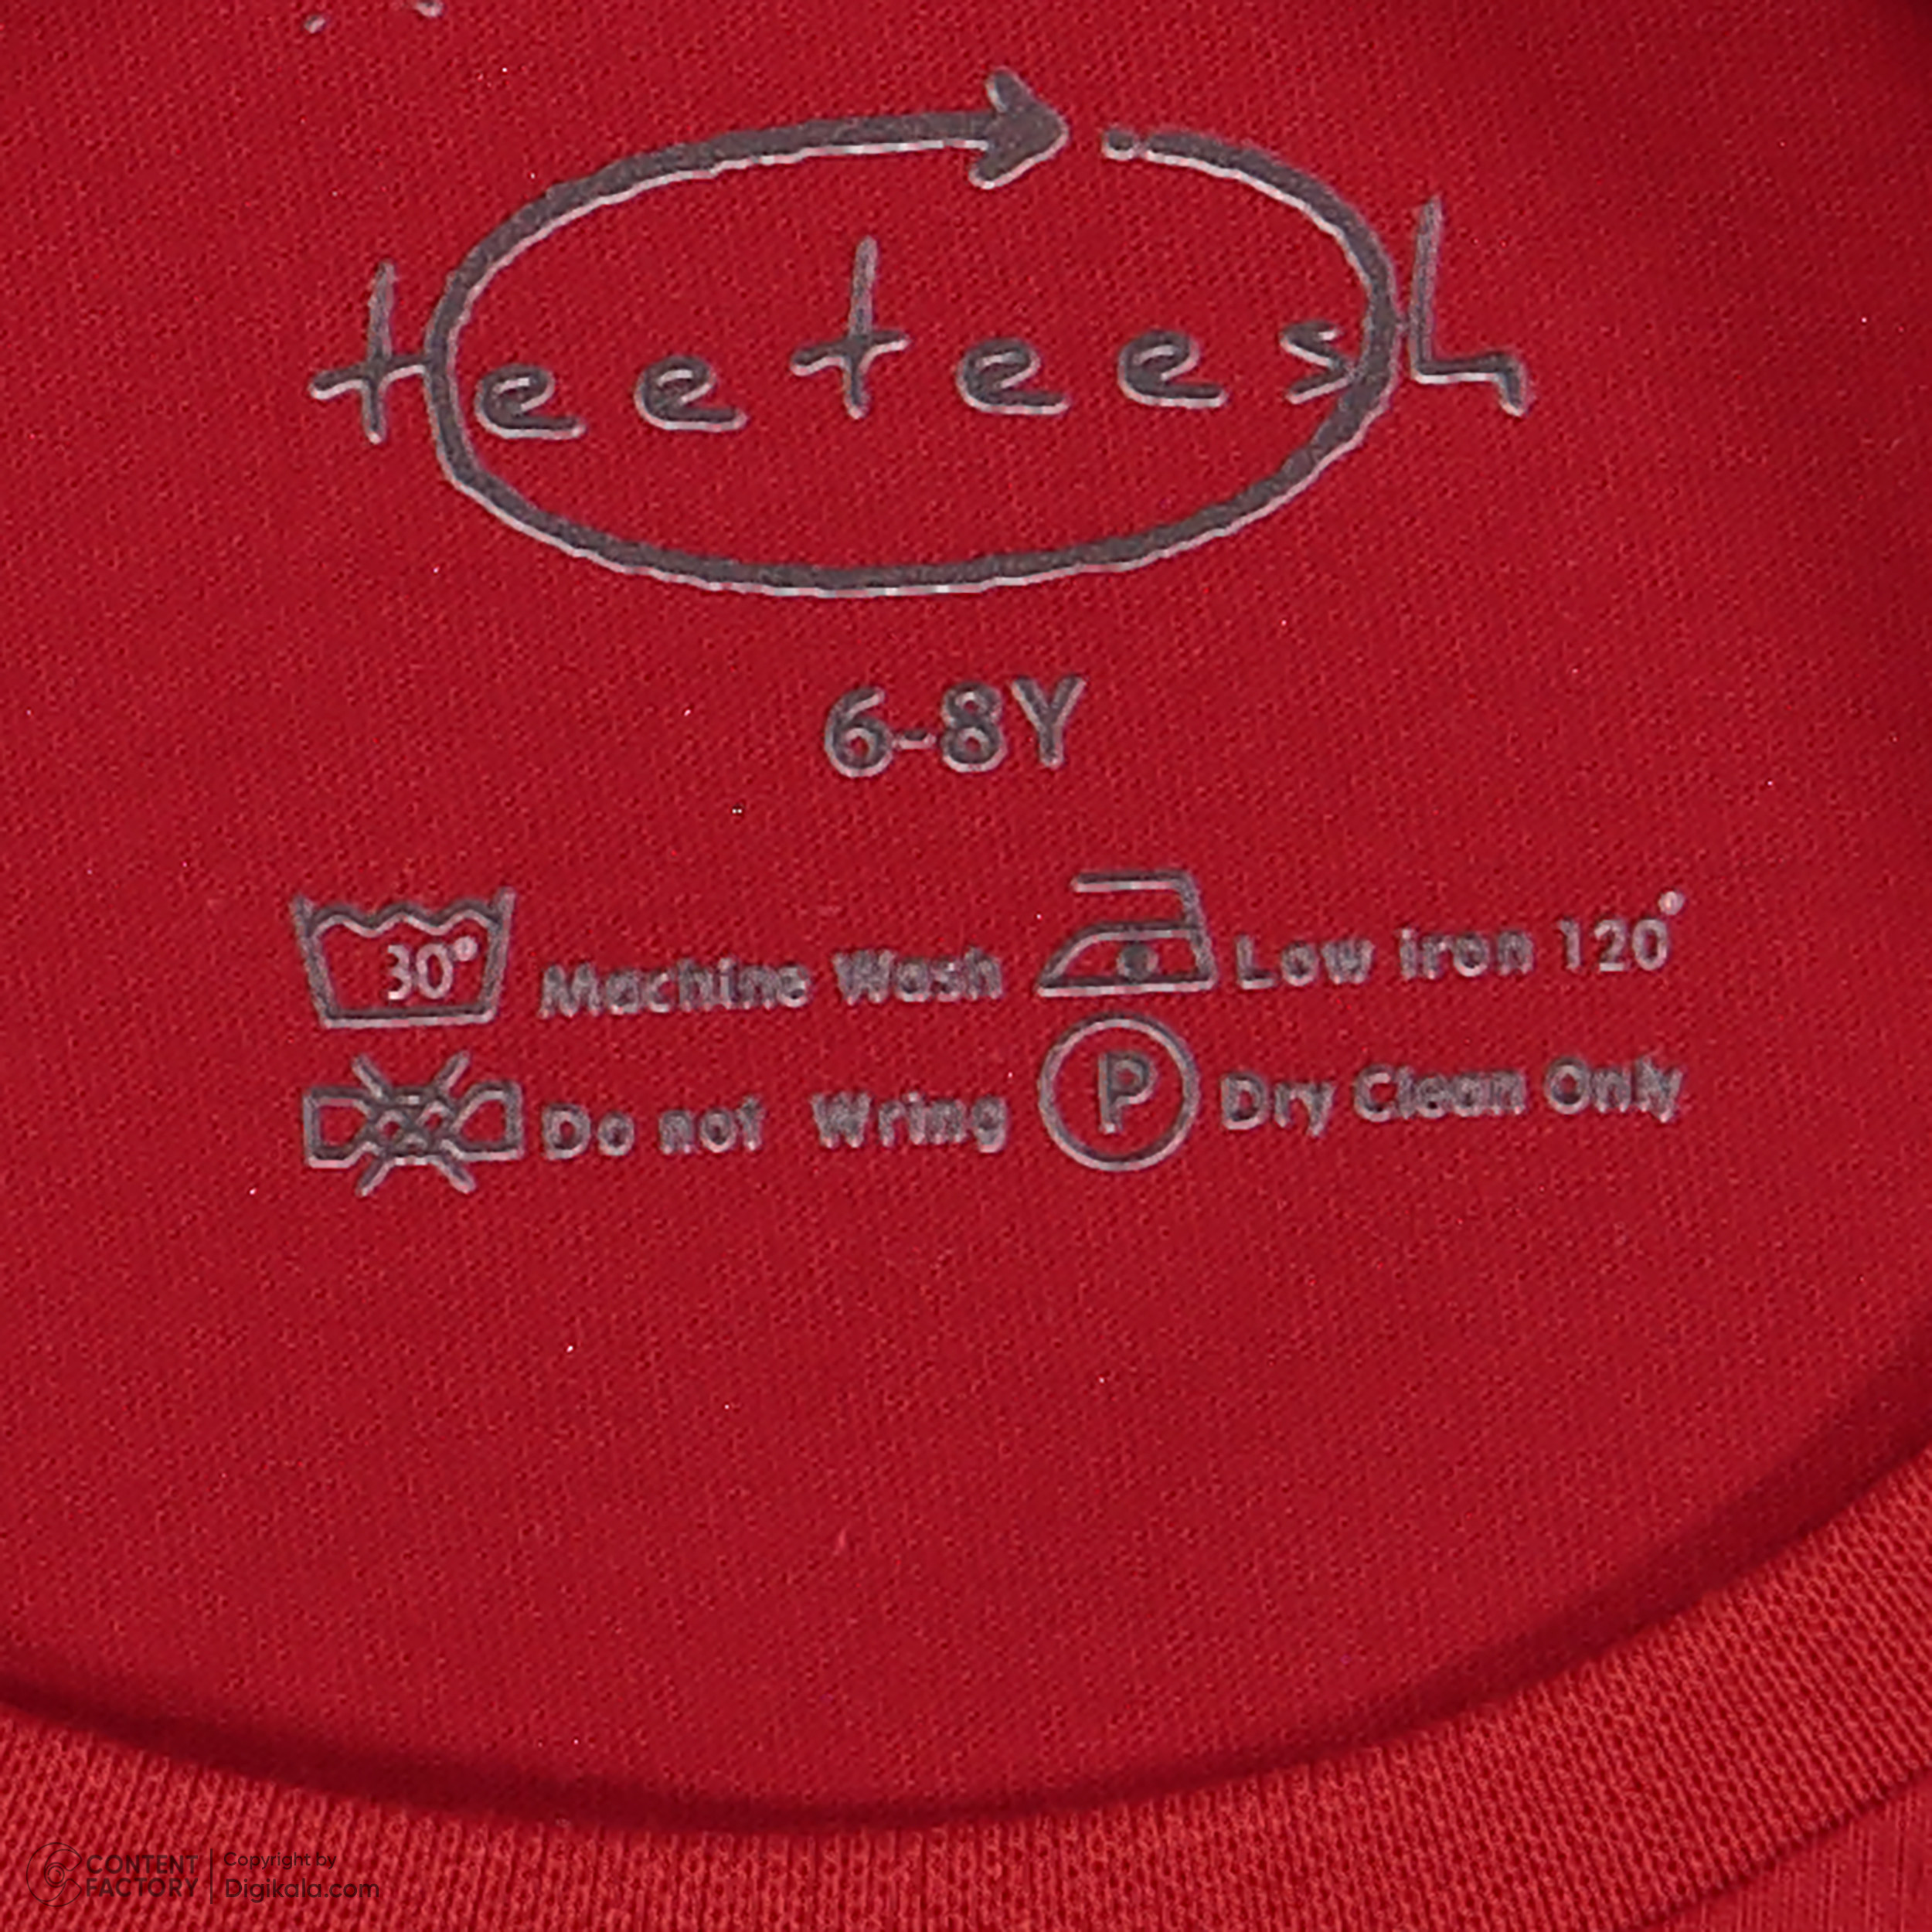 teeteesh
6-8Y
30° Machine Wash Low iron 120°
Do not Wring P Dry Clean Only
CONTENT FACTORY
Copyright by
Digikala.com